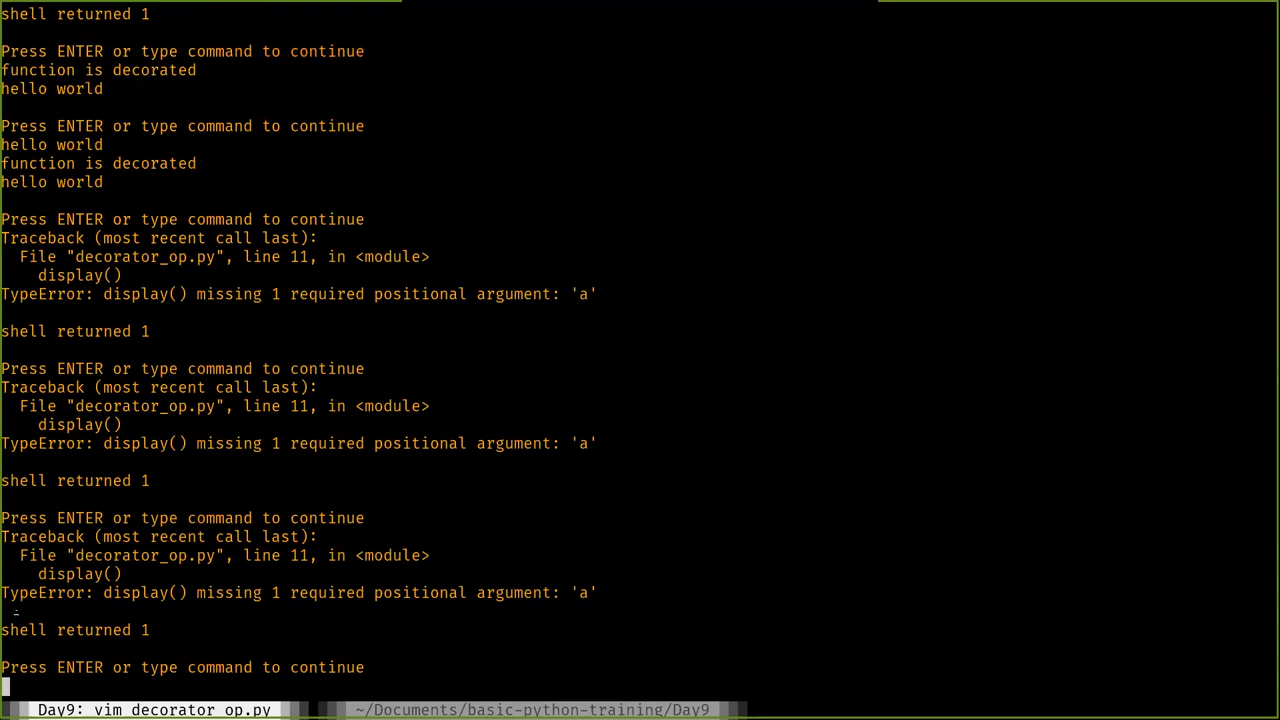 shell returned 1
Press ENTER or type command to continue
function is decorated
hello world
Press ENTER or type command to continue
hello world
function is decorated
hello world
Press ENTER or type command to continue
Traceback (most recent call last):
  File "decorator_op.py", line 11, in <module>
    display()
TypeError: display() missing 1 required positional argument: 'a'
shell returned 1
Press ENTER or type command to continue
Traceback (most recent call last):
  File "decorator_op.py", line 11, in <module>
    display()
TypeError: display() missing 1 required positional argument: 'a'
shell returned 1
Press ENTER or type command to continue
Traceback (most recent call last):
  File "decorator_op.py", line 11, in <module>
    display()
TypeError: display() missing 1 required positional argument: 'a'
shell returned 1
Press ENTER or type command to continue
Day9: vim decorator_op.py ~/Documents/basic-python-training/Day9